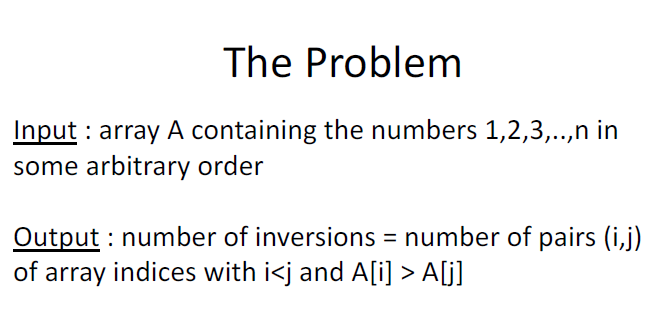 The Problem
Input : array A containing the numbers 1,2,3,..,n in
some arbitrary order
Output : number of inversions = number of pairs (i,j)
of array indices with i<j and A[i] > A[j]